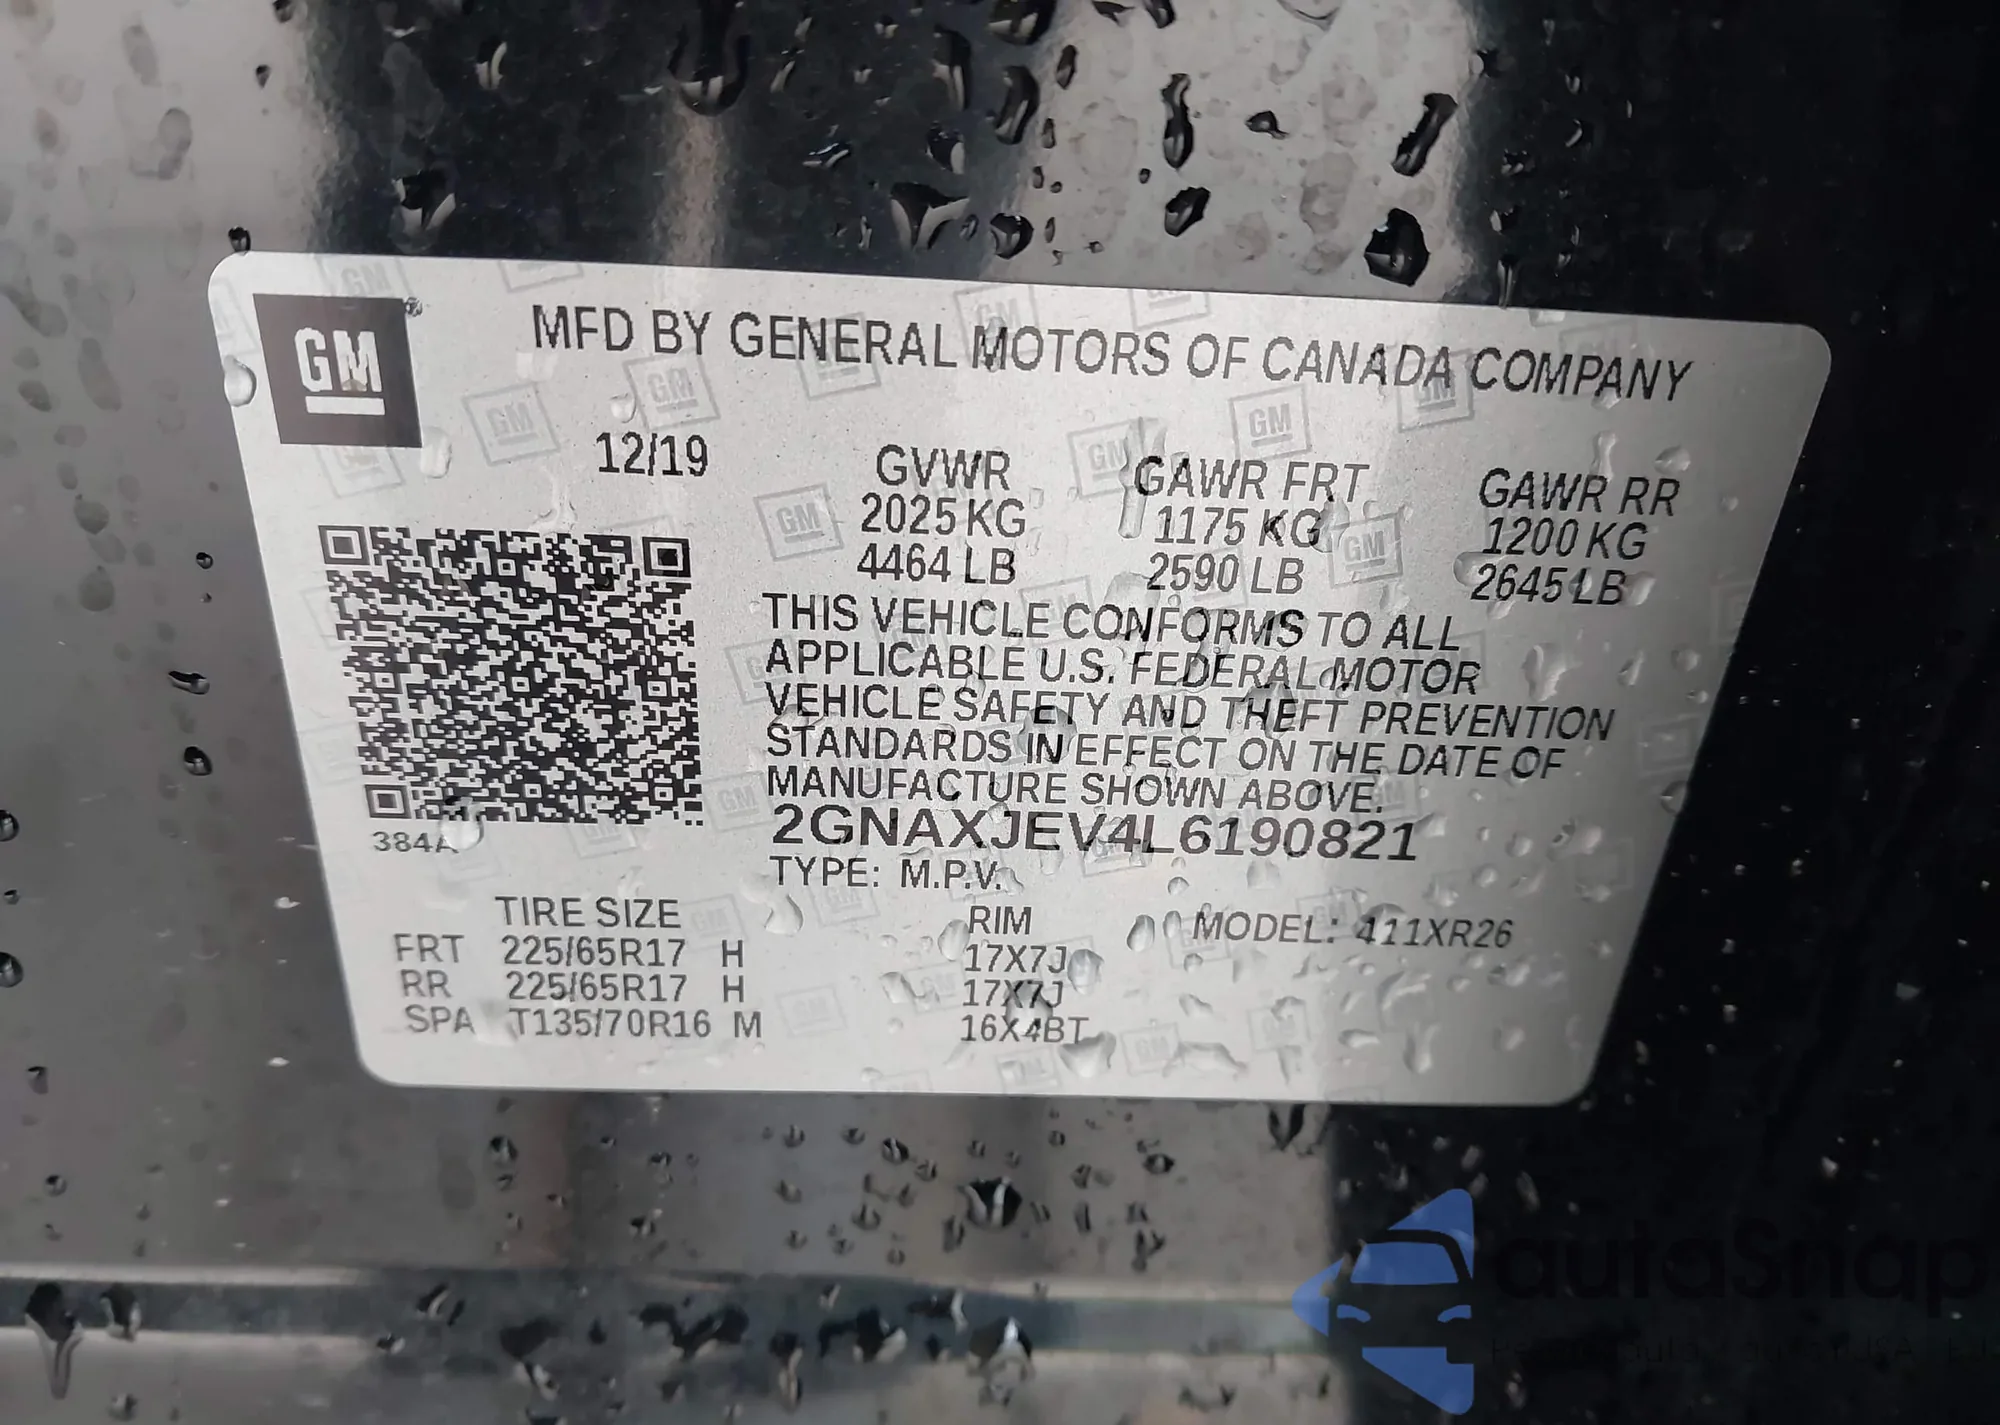 GM
MFD BY GENERAL MOTORS OF CANADA COMPANY
12/19
GVWR GAWR FRT GAWR RR
2025 KG 1175 KG 1200 KG
4464 LB 2590 LB 2645 LB
THIS VEHICLE CONFORMS TO ALL
APPLICABLE U.S. FEDERAL MOTOR
VEHICLE SAFETY AND THEFT PREVENTION
STANDARDS IN EFFECT ON THE DATE OF
MANUFACTURE SHOWN ABOVE.
384A
2GNAXJEV4L6190821
TYPE: M.P.V.
TIRE SIZE RIM MODEL: 411XR26
FRT 225/65R17 H 17X7J
RR 225/65R17 H 17X7J
SPA T135/70R16 M 16X4BT
autaSnap